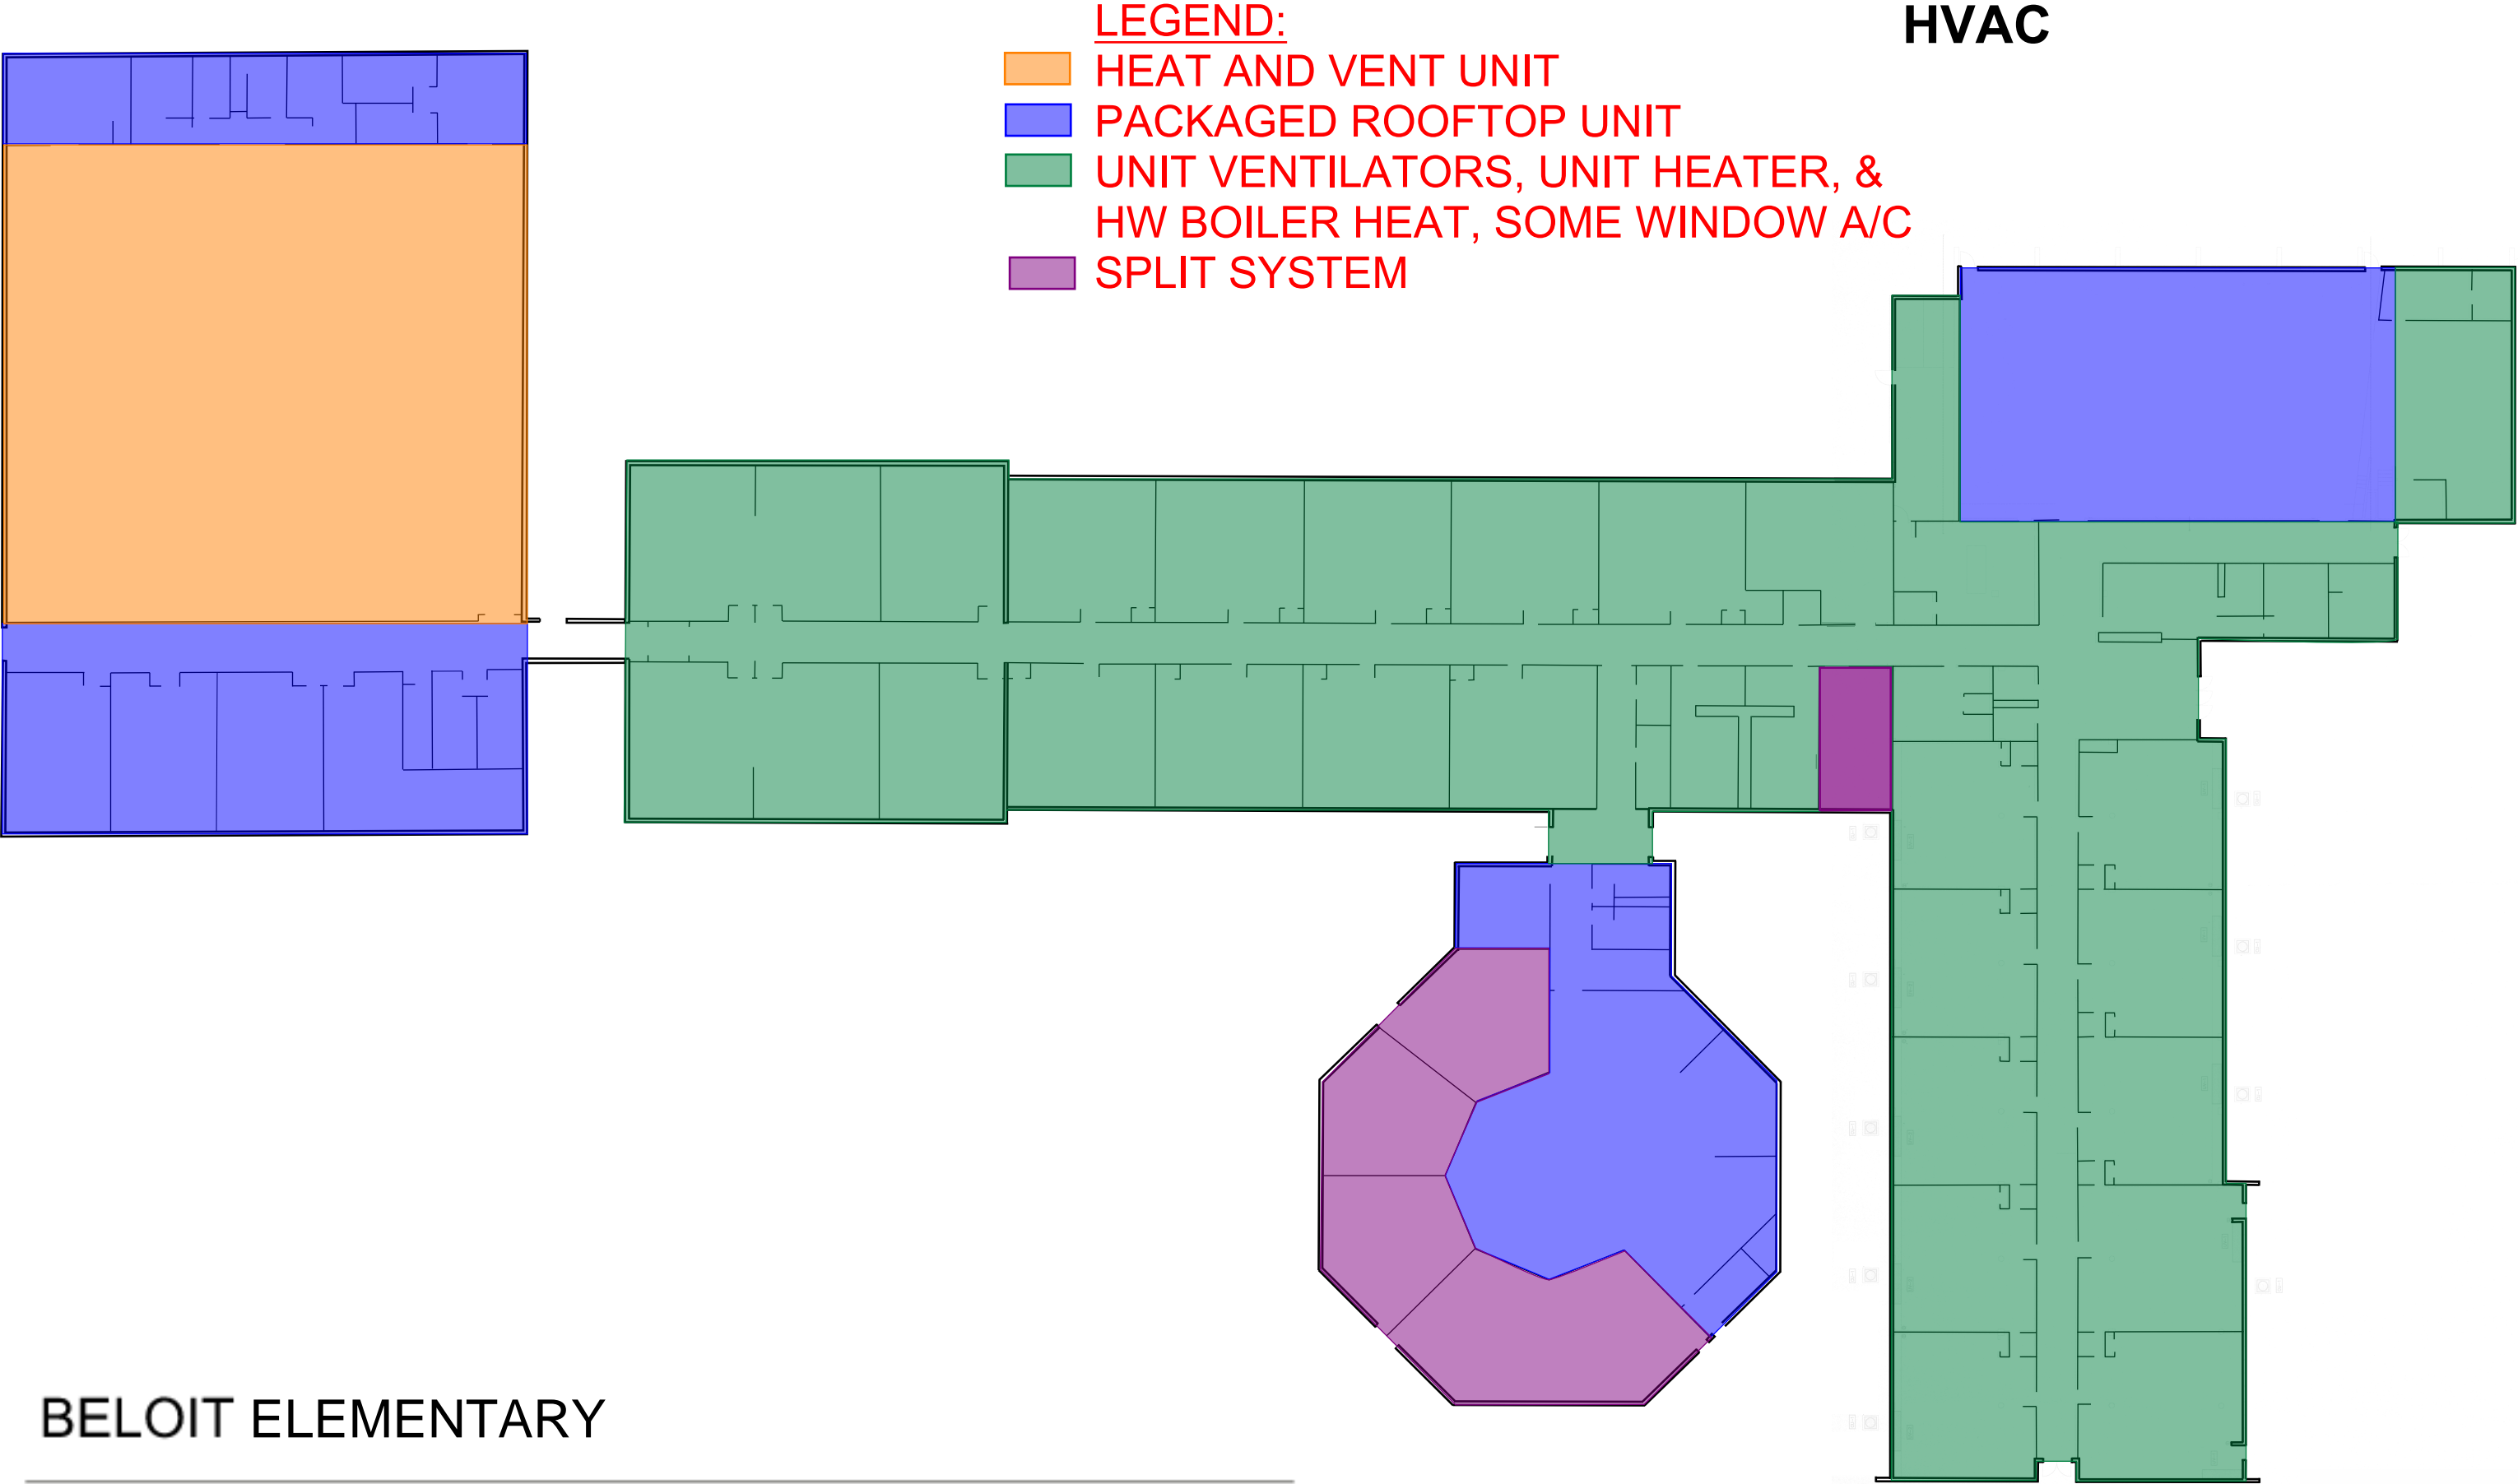 LEGEND:
HVAC
HEAT AND VENT UNIT
PACKAGED ROOFTOP UNIT
UNIT VENTILATORS, UNIT HEATER, &
HW BOILER HEAT, SOME WINDOW A/C
SPLIT SYSTEM
BELOIT ELEMENTARY